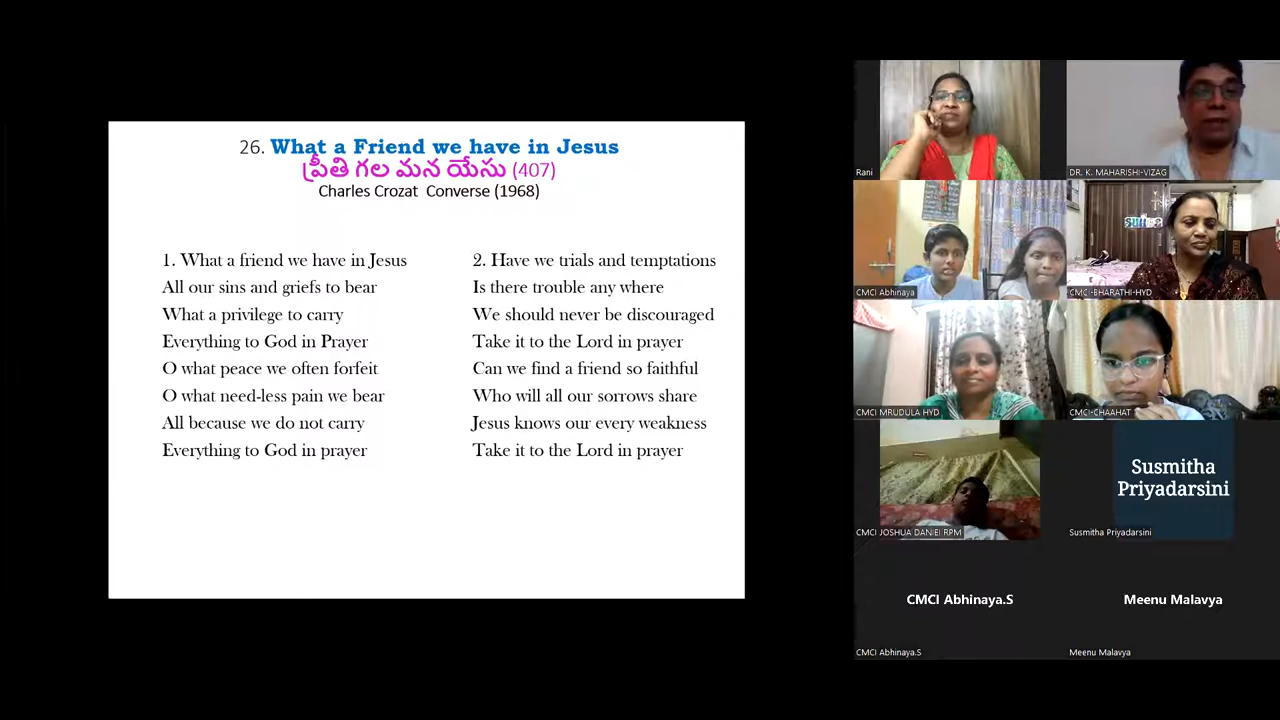 26. What a Friend we have in Jesus
ప్రీతి గల మన యేసు (407)
Charles Crozat Converse (1968)
1. What a friend we have in Jesus
All our sins and griefs to bear
What a privilege to carry
Everything to God in Prayer
O what peace we often forfeit
O what need-less pain we bear
All because we do not carry
Everything to God in prayer
2. Have we trials and temptations
Is there trouble any where
We should never be discouraged
Take it to the Lord in prayer
Can we find a friend so faithful
Who will all our sorrows share
Jesus knows our every weakness
Take it to the Lord in prayer
Rani
DR. K. MAHARISHI-VIZAG
CMCI Abhinaya
CMCI-BHARATHI-HYD
CMCI MRUDULA HYD
CMCI-CHAAHAT
CMCI JOSHUA DANIEl RPM
Susmitha
Priyadarsini
Susmitha Priyadarsini
CMCI Abhinaya.S
CMCI Abhinaya.S
Meenu Malavya
Meenu Malavya